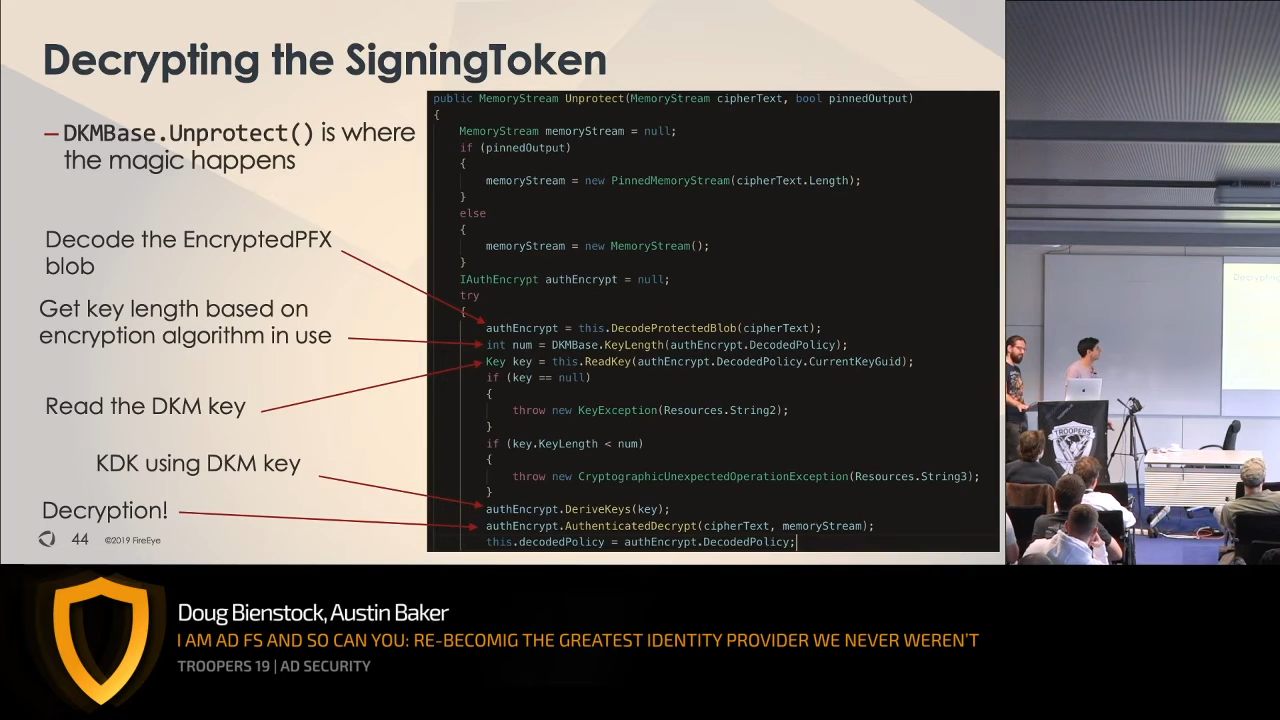 Decrypting the SigningToken
– DKMBase.Unprotect() is where
the magic happens
Decode the EncryptedPFX
blob
Get key length based on
encryption algorithm in use
Read the DKM key
KDK using DKM key
Decryption!
44 ©2019 FireEye
public MemoryStream Unprotect(MemoryStream cipherText, bool pinnedOutput)
{
MemoryStream memoryStream = null;
if (pinnedOutput)
{
memoryStream = new PinnedMemoryStream(cipherText.Length);
}
else
{
memoryStream = new MemoryStream();
}
IAuthEncrypt authEncrypt = null;
try
{
authEncrypt = this.DecodeProtectedBlob(cipherText);
int num = DKMBase.KeyLength(authEncrypt.DecodedPolicy);
Key key = this.ReadKey(authEncrypt.DecodedPolicy.CurrentKeyGuid);
if (key == null)
{
throw new KeyException(Resources.String2);
}
if (key.KeyLength < num)
{
throw new CryptographicUnexpectedOperationException(Resources.String3);
}
authEncrypt.DeriveKeys(key);
authEncrypt.AuthenticatedDecrypt(cipherText, memoryStream);
this.decodedPolicy = authEncrypt.DecodedPolicy;
TROOPERS
Doug Bienstock, Austin Baker
I AM AD FS AND SO CAN YOU: RE-BECOMIG THE GREATEST IDENTITY PROVIDER WE NEVER WEREN'T
TROOPERS 19 | AD SECURITY